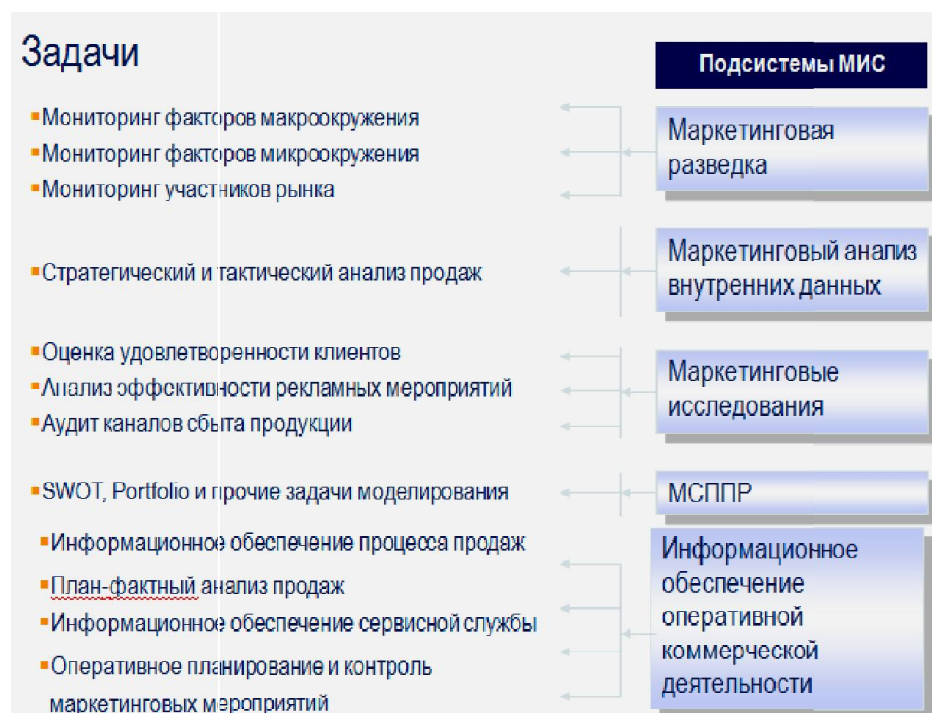 Задачи
Подсистемы МИС
Мониторинг факторов макроокружения
Мониторинг факторов микроокружения
Мониторинг участников рынка
Маркетинговая
разведка
Стратегический и тактический анализ продаж
Маркетинговый анализ
внутренних данных
Оценка удовлетворенности клиентов
Анализ эффективности рекламных мероприятий
Аудит каналов сбыта продукции
Маркетинговые
исследования
SWOT, Portfolio и прочие задачи моделирования
МСППР
Информационное обеспечение процесса продаж
План-фактный анализ продаж
Информационное обеспечение сервисной службы
Оперативное планирование и контроль
маркетинговых мероприятий
Информационное
обеспечение
оперативной
коммерческой
деятельности